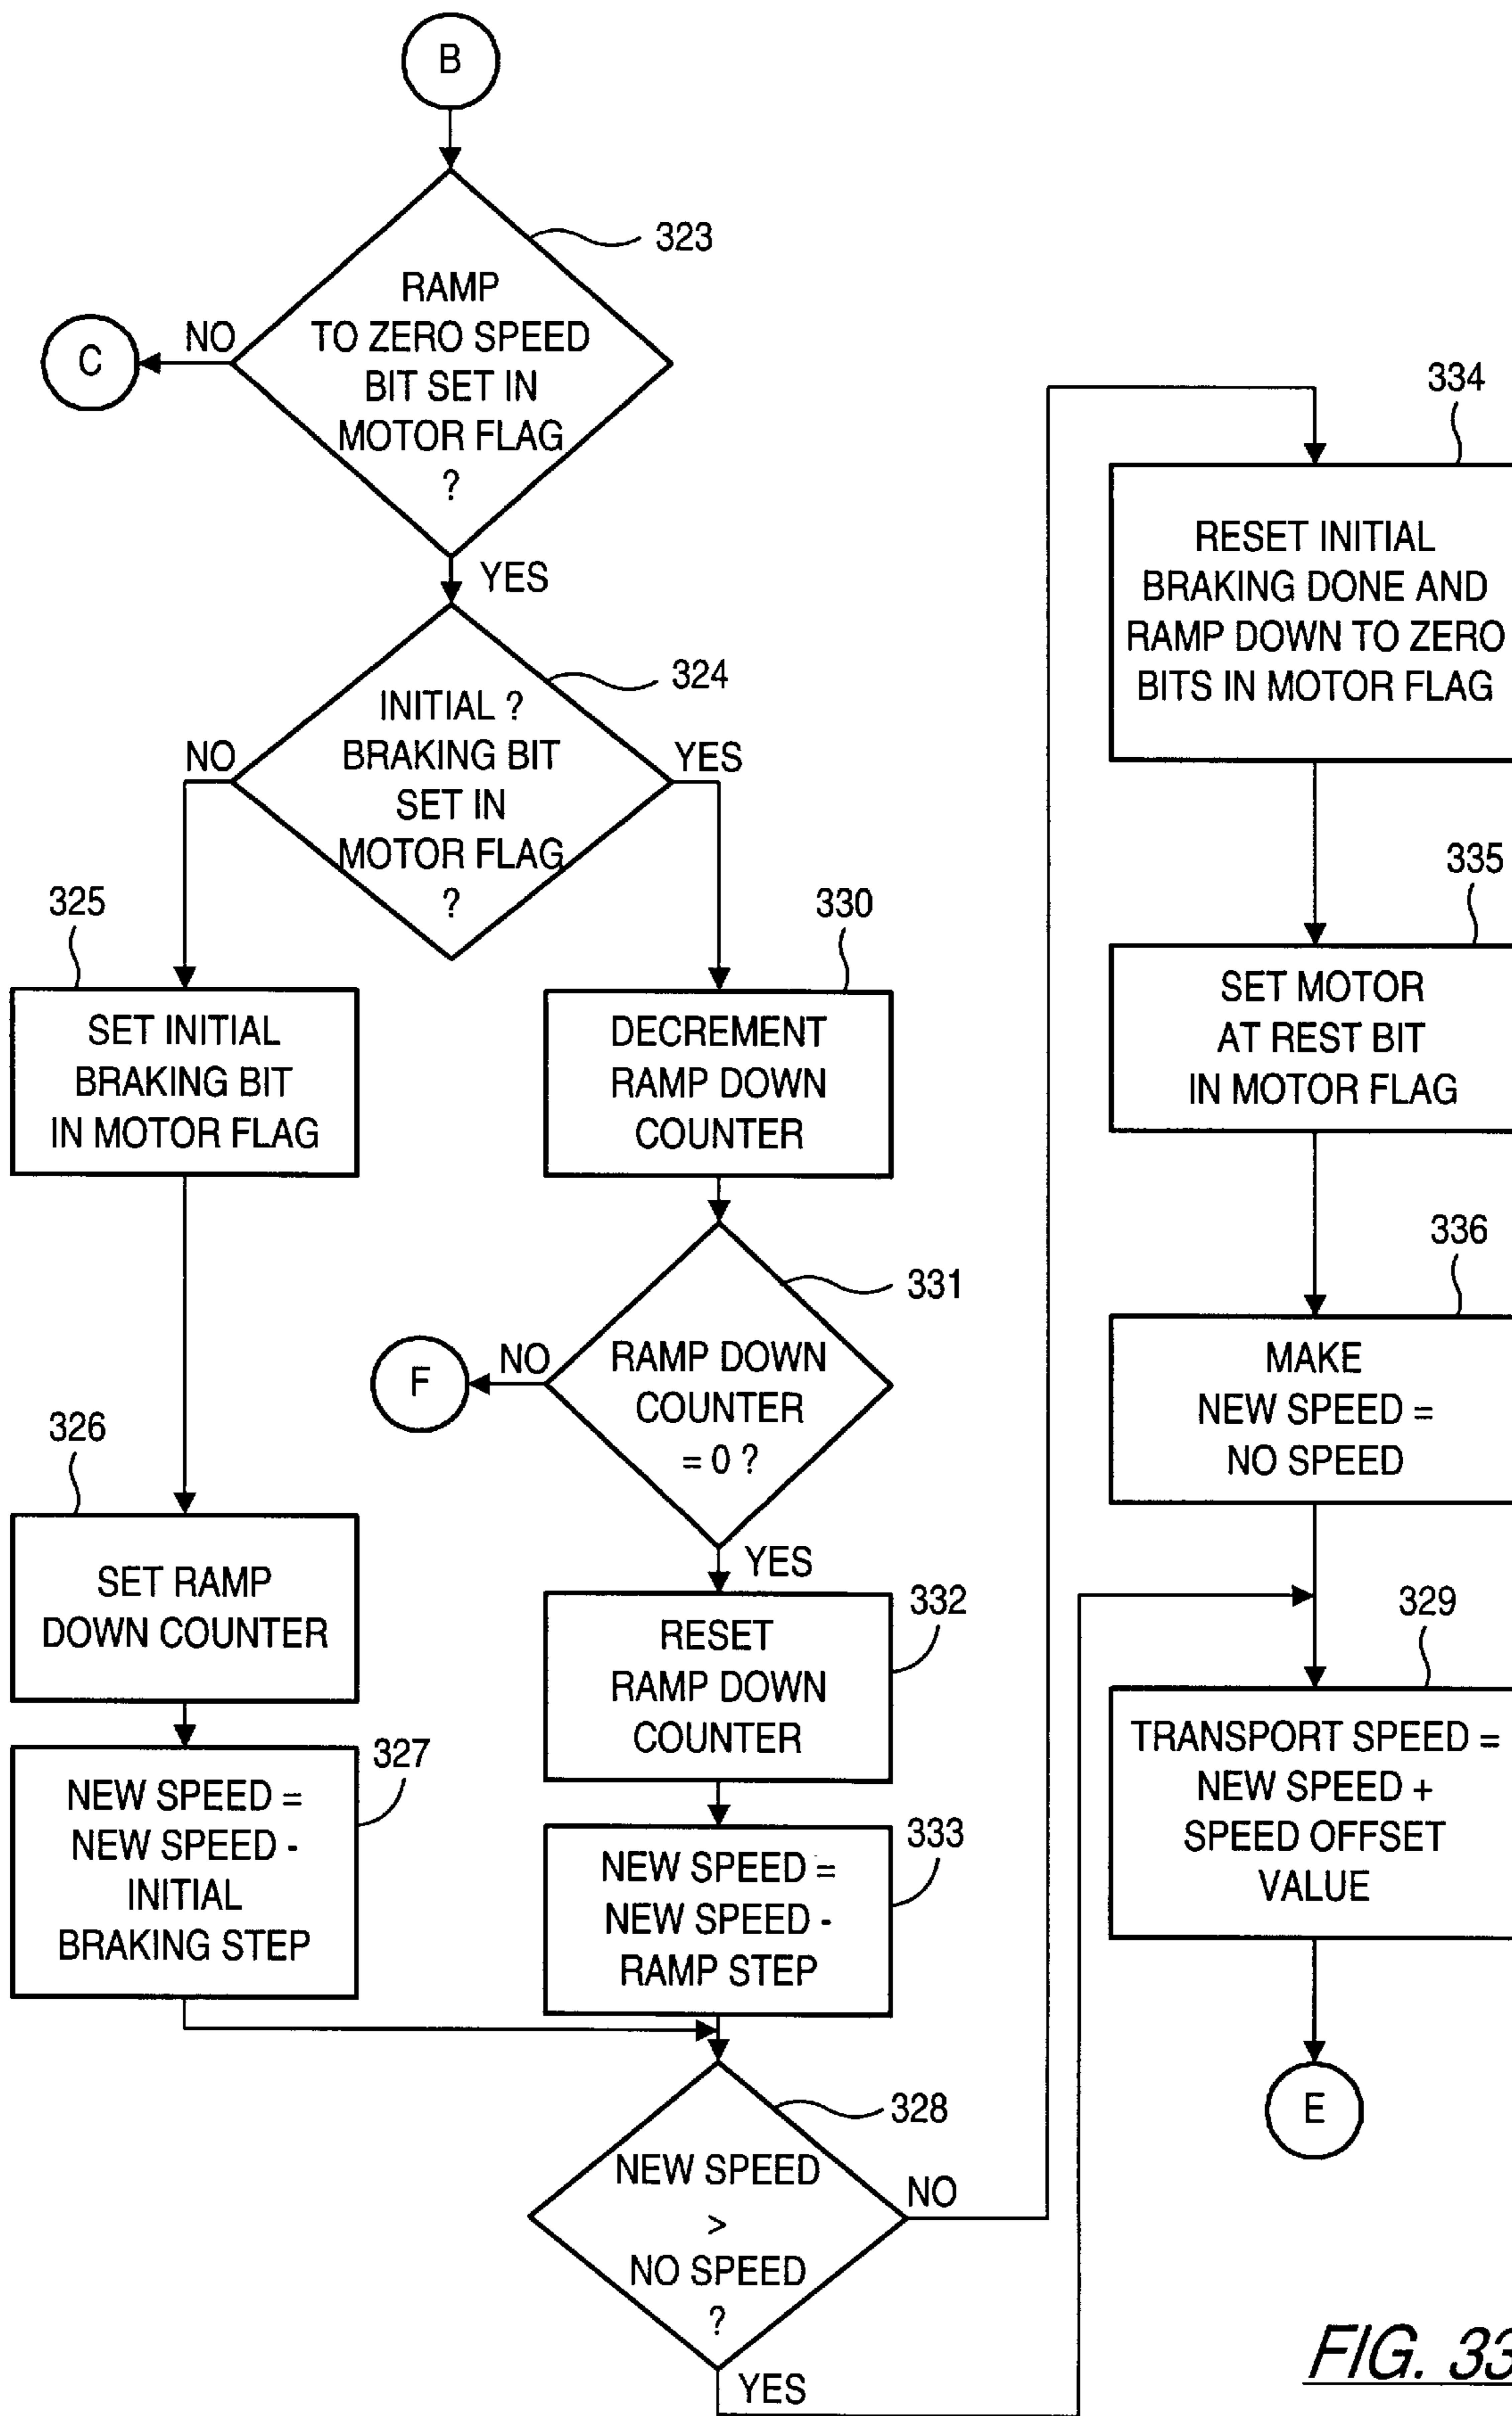 B
323
RAMP
TO ZERO SPEED
BIT SET IN
MOTOR FLAG
?
NO
C
YES
324
INITIAL ?
BRAKING BIT
SET IN
MOTOR FLAG
?
NO
YES
325
SET INITIAL
BRAKING BIT
IN MOTOR FLAG
326
SET RAMP
DOWN COUNTER
327
NEW SPEED =
NEW SPEED -
INITIAL
BRAKING STEP
330
DECREMENT
RAMP DOWN
COUNTER
331
RAMP DOWN
COUNTER
= 0 ?
NO
F
YES
332
RESET
RAMP DOWN
COUNTER
333
NEW SPEED =
NEW SPEED -
RAMP STEP
328
NEW SPEED
>
NO SPEED
?
NO
YES
334
RESET INITIAL
BRAKING DONE AND
RAMP DOWN TO ZERO
BITS IN MOTOR FLAG
335
SET MOTOR
AT REST BIT
IN MOTOR FLAG
336
MAKE
NEW SPEED =
NO SPEED
329
TRANSPORT SPEED =
NEW SPEED +
SPEED OFFSET
VALUE
E
FIG. 33